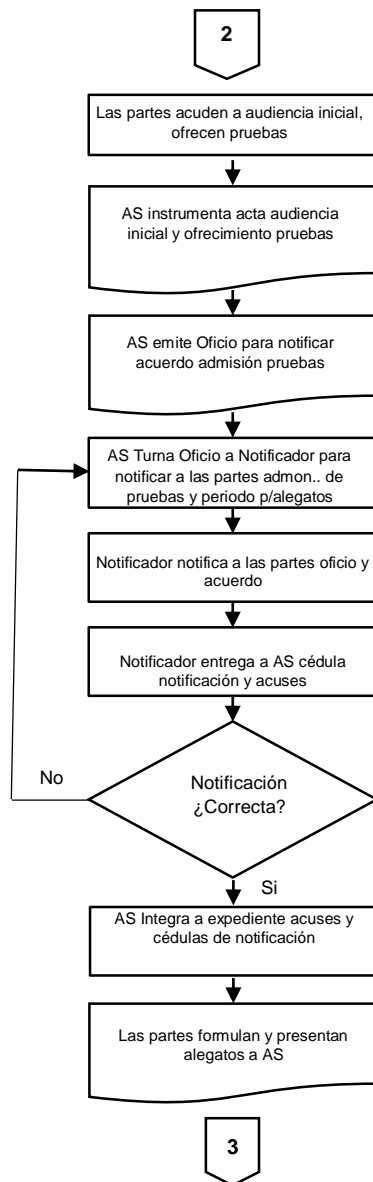 2
Las partes acuden a audiencia inicial,
ofrecen pruebas
AS instrumenta acta audiencia
inicial y ofrecimiento pruebas
AS emite Oficio para notificar
acuerdo admisión pruebas
AS Turna Oficio a Notificador para
notificar a las partes admon.. de
pruebas y periodo p/alegatos
Notificador notifica a las partes oficio y
acuerdo
Notificador entrega a AS cédula
notificación y acuses
No
Notificación
¿Correcta?
Si
AS Integra a expediente acuses y
cédulas de notificación
Las partes formulan y presentan
alegatos a AS
3